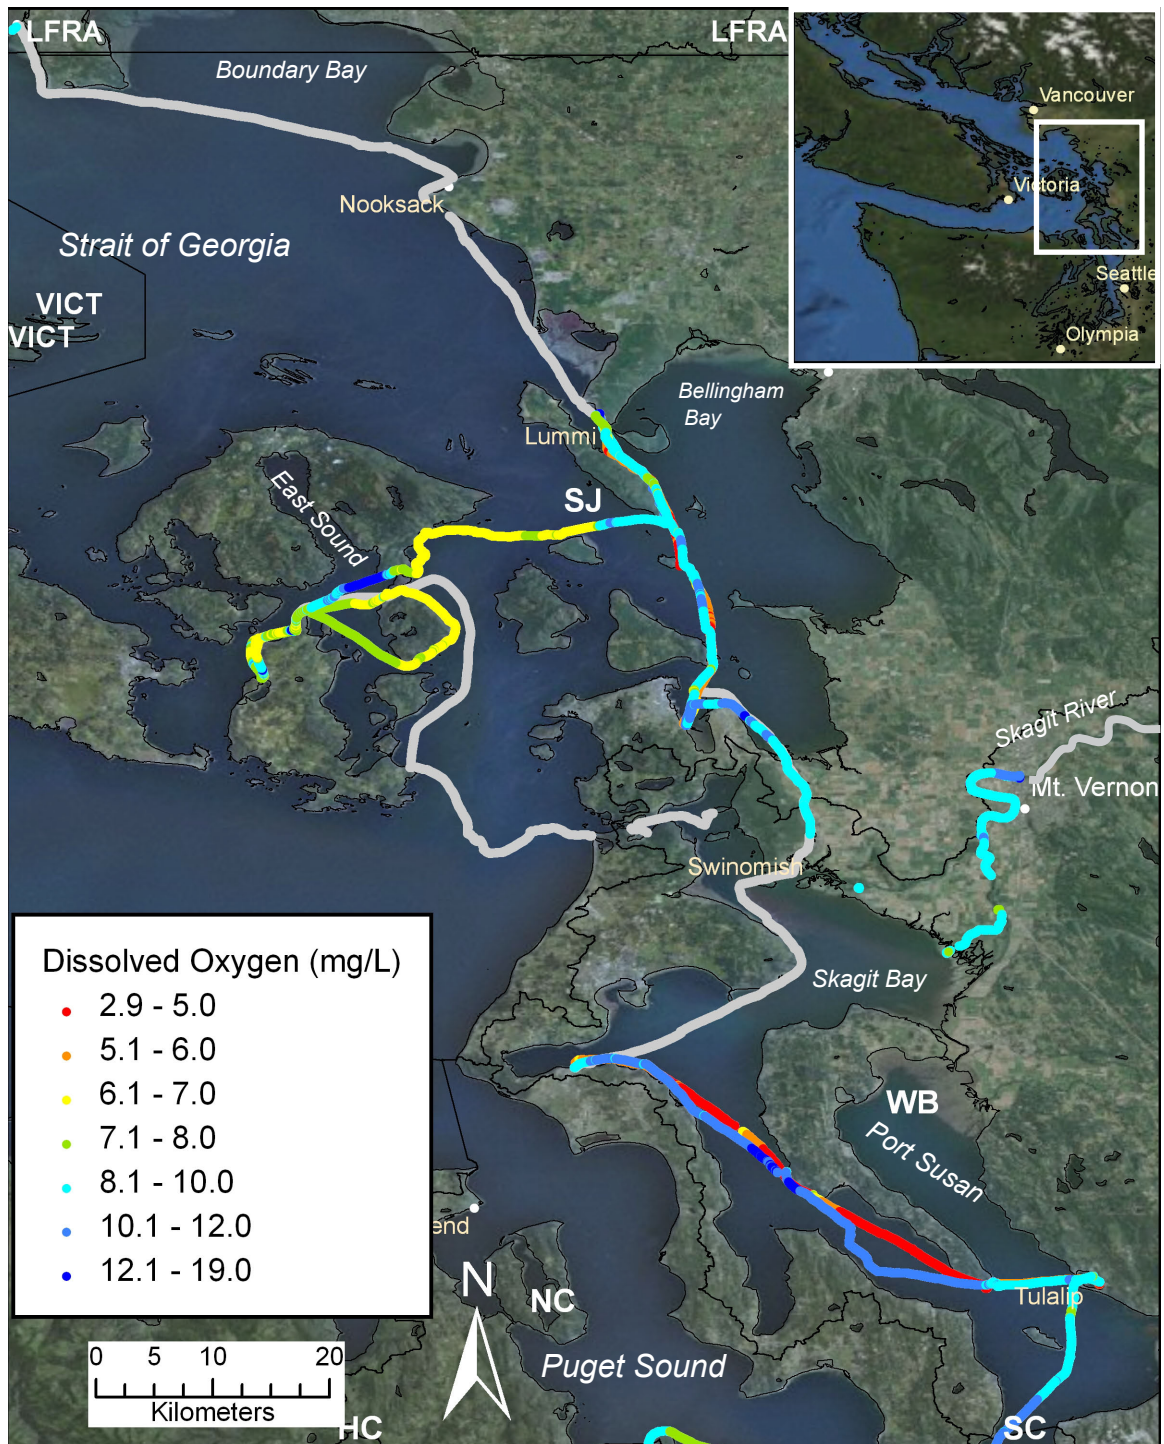 LFRA
LFRA
Boundary Bay
Vancouver
Victoria
Seattle
Olympia
Nooksack
Strait of Georgia
VICT
VICT
Bellingham
Bay
Lummi
East Sound
SJ
Skagit River
Mt. Vernon
Swinomish
Skagit Bay
Dissolved Oxygen (mg/L)
2.9 - 5.0
5.1 - 6.0
6.1 - 7.0
7.1 - 8.0
8.1 - 10.0
10.1 - 12.0
12.1 - 19.0
WB
Port Susan
end
N
NC
Tulalip
0 5 10 20
Kilometers
Puget Sound
HC
SC